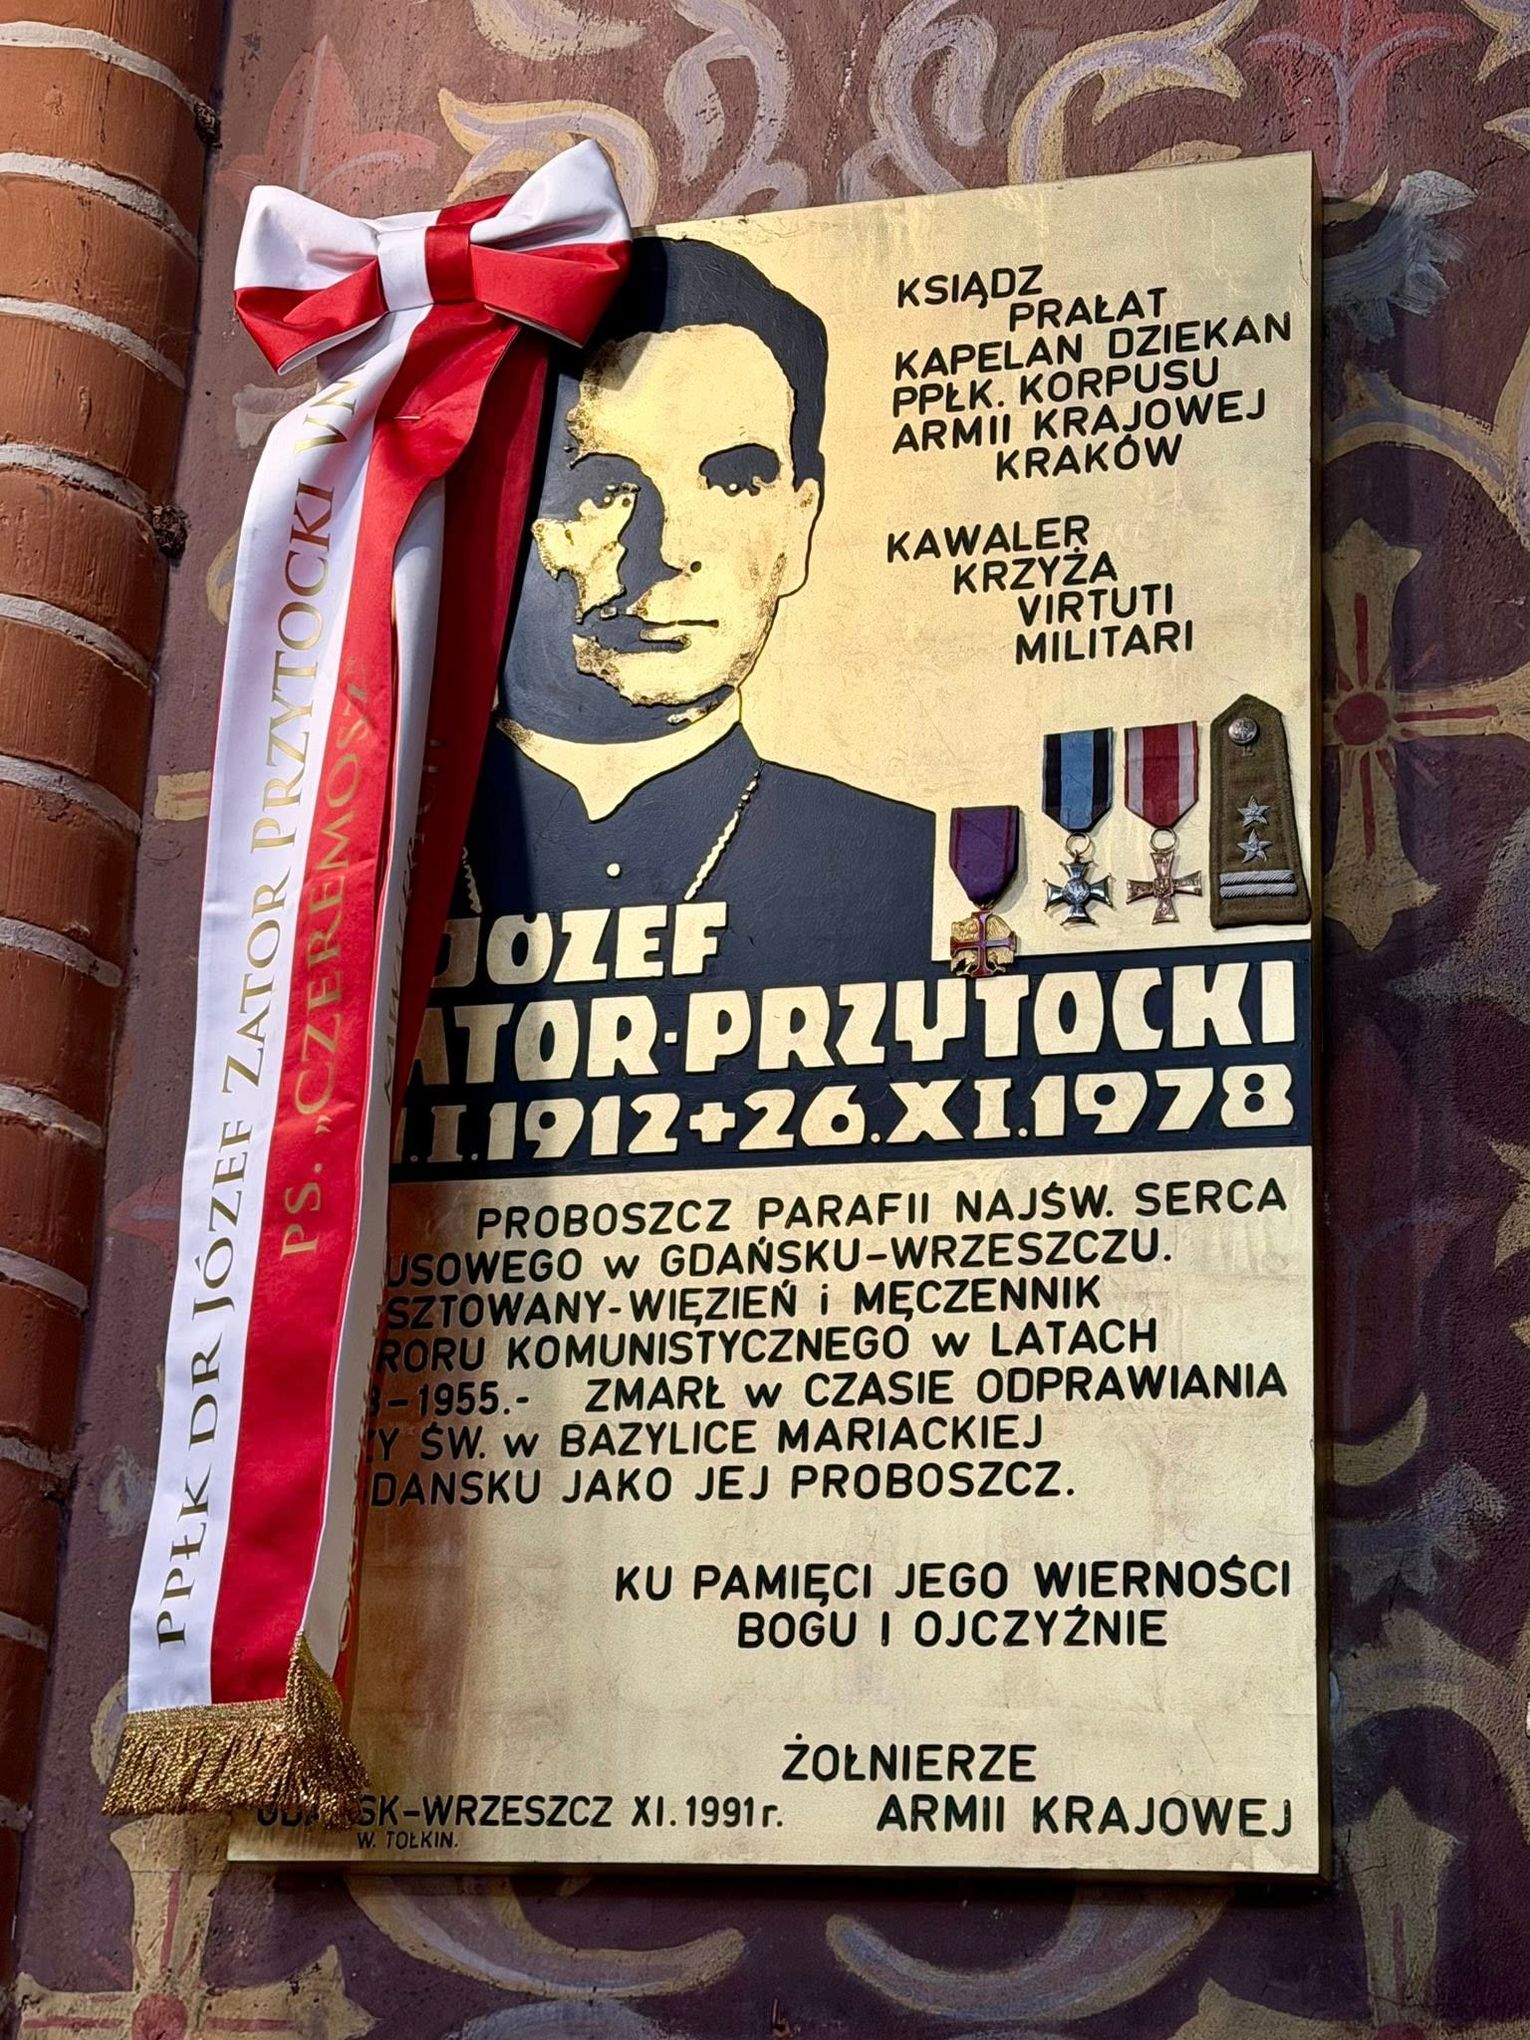 KSIĄDZ
PRAŁAT
KAPELAN DZIEKAN
PPŁK. KORPUSU
ARMII KRAJOWEJ
KRAKÓW
KAWALER
KRZYŻA
VIRTUTI
MILITARI
JÓZEF
ATOR-PRZYTOCKI
.I.1912+26.XI.1978
PROBOSZCZ PARAFII NAJŚW. SERCA
USOWEGO w GDAŃSKU-WRZESZCZU.
SZTOWANY-WIĘZIEŃ i MĘCZENNIK
RORU KOMUNISTYCZNEGO w LATACH
-1955.- ZMARŁ w CZASIE ODPRAWIANIA
ZY ŚW. w BAZYLICE MARIACKIEJ
DANSKU JAKO JEJ PROBOSZCZ.
KU PAMIĘCI JEGO WIERNOŚCI
BOGU I OJCZYŹNIE
ŻOŁNIERZE
GDAŃSK-WRZESZCZ XI.1991r. ARMII KRAJOWEJ
W. TOŁKIN.
PPŁK DR JÓZEF ZATOR PRZYTOCKI VM
PS. „CZEREMOSZ"